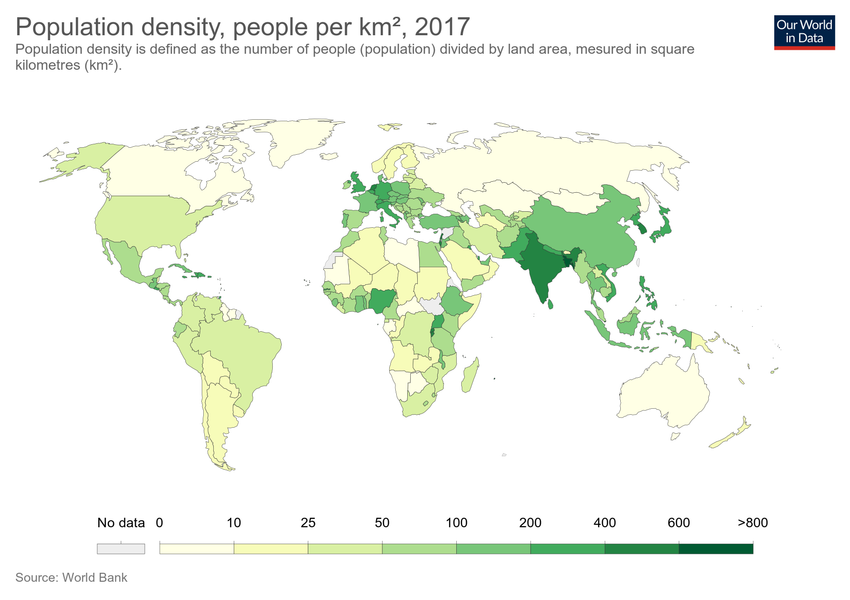 Population density, people per km², 2017
Our World
in Data
Population density is defined as the number of people (population) divided by land area, mesured in square
kilometres (km²).
No data 0 10 25 50 100 200 400 600 >800
Source: World Bank